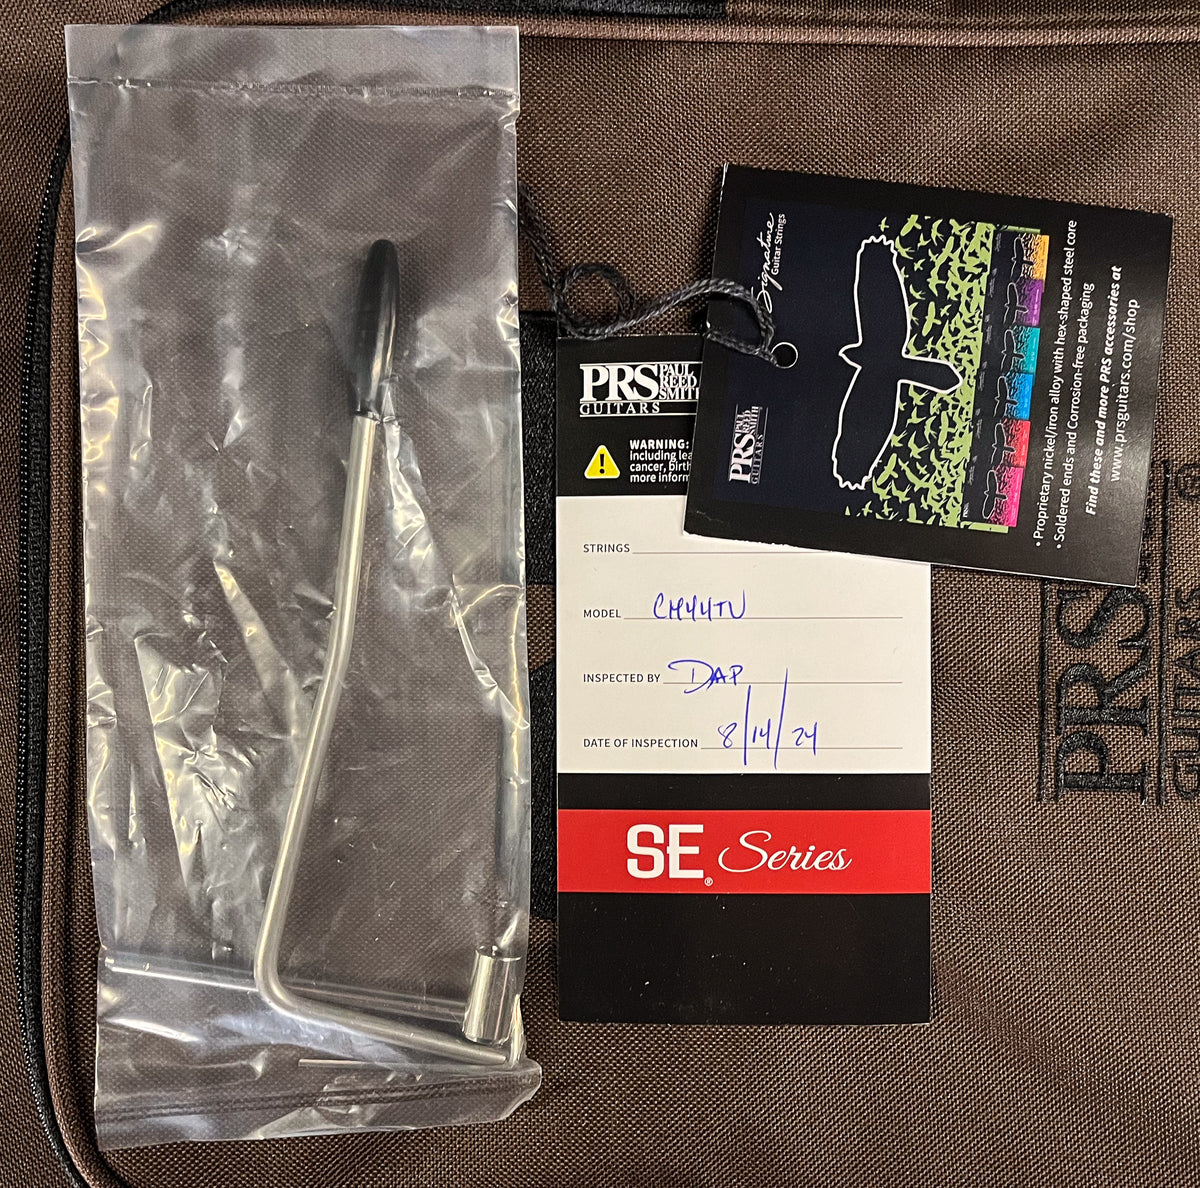 PRS PAUL REED SMITH
GUITARS
WARNING:
including lea
cancer, birth
more inform
STRINGS
MODEL CH44TV
INSPECTED BY DAP
DATE OF INSPECTION 8/14/24
SE® Series
Signature
Guitar Strings
PRS PAUL REED SMITH
GUITARS
• Proprietary nickel/iron alloy with hex-shaped steel core
• Soldered ends and Corrosion-free packaging
Find these and more PRS accessories at
www.prsguitars.com/shop
PRS
GUITARS